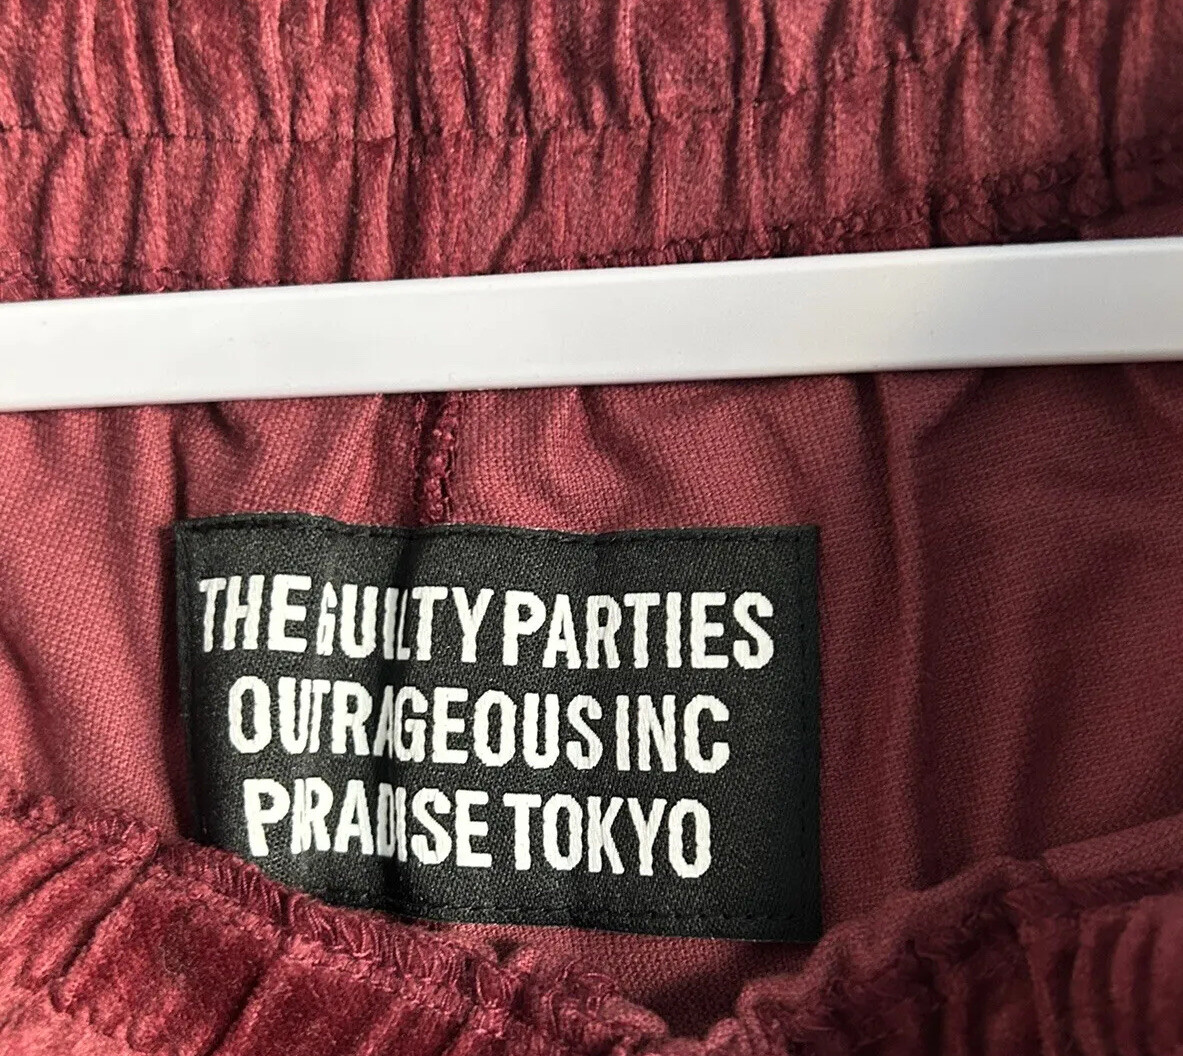 THE GUILTY PARTIES
OUTRAGEOUS INC
PARADISE TOKYO